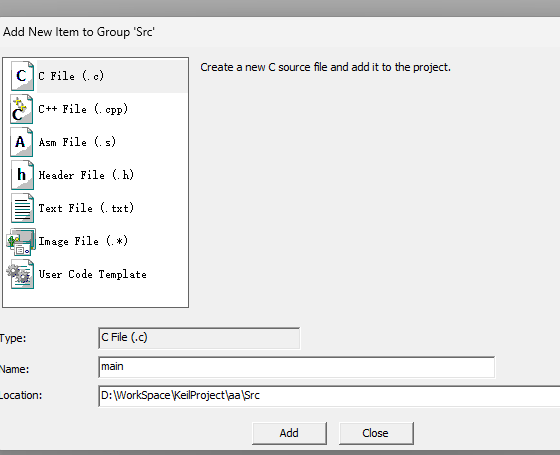 Add New Item to Group 'Src'
C File (.c)
Create a new C source file and add it to the project.
C++ File (.cpp)
Asm File (.s)
Header File (.h)
Text File (.txt)
Image File (.*)
User Code Template
Type:
C File (.c)
Name:
main
Location:
D:\WorkSpace\KeilProject\aa\Src
Add
Close